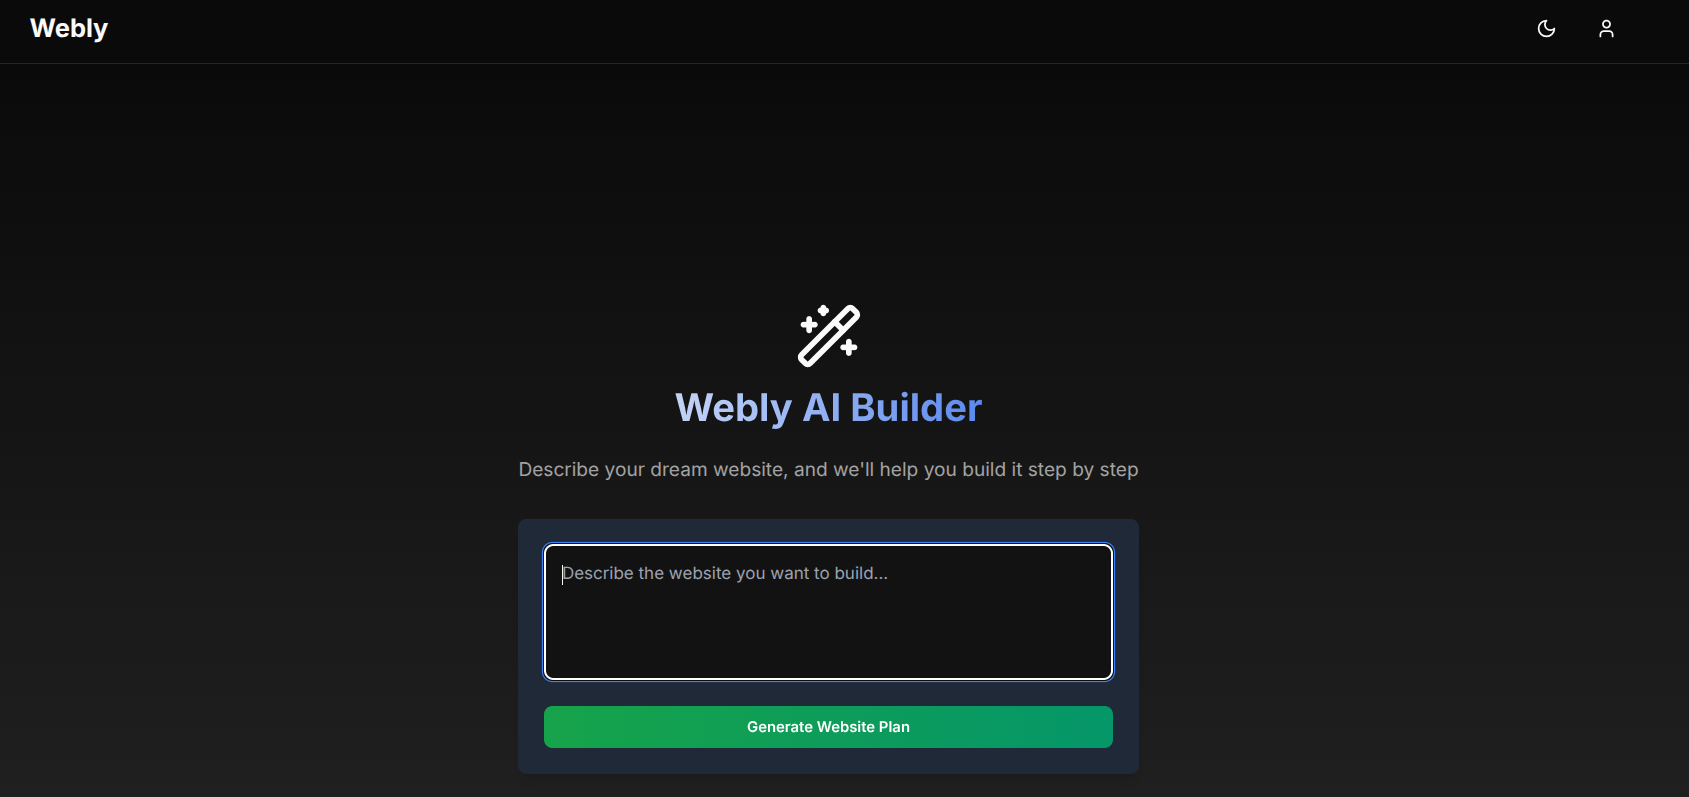 Webly
Webly AI Builder
Describe your dream website, and we'll help you build it step by step
Describe the website you want to build...
Generate Website Plan